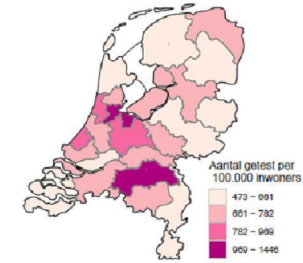 Aantal getest per
100.000 inwoners
473 – 661
661 – 782
782 – 969
969 – 1446